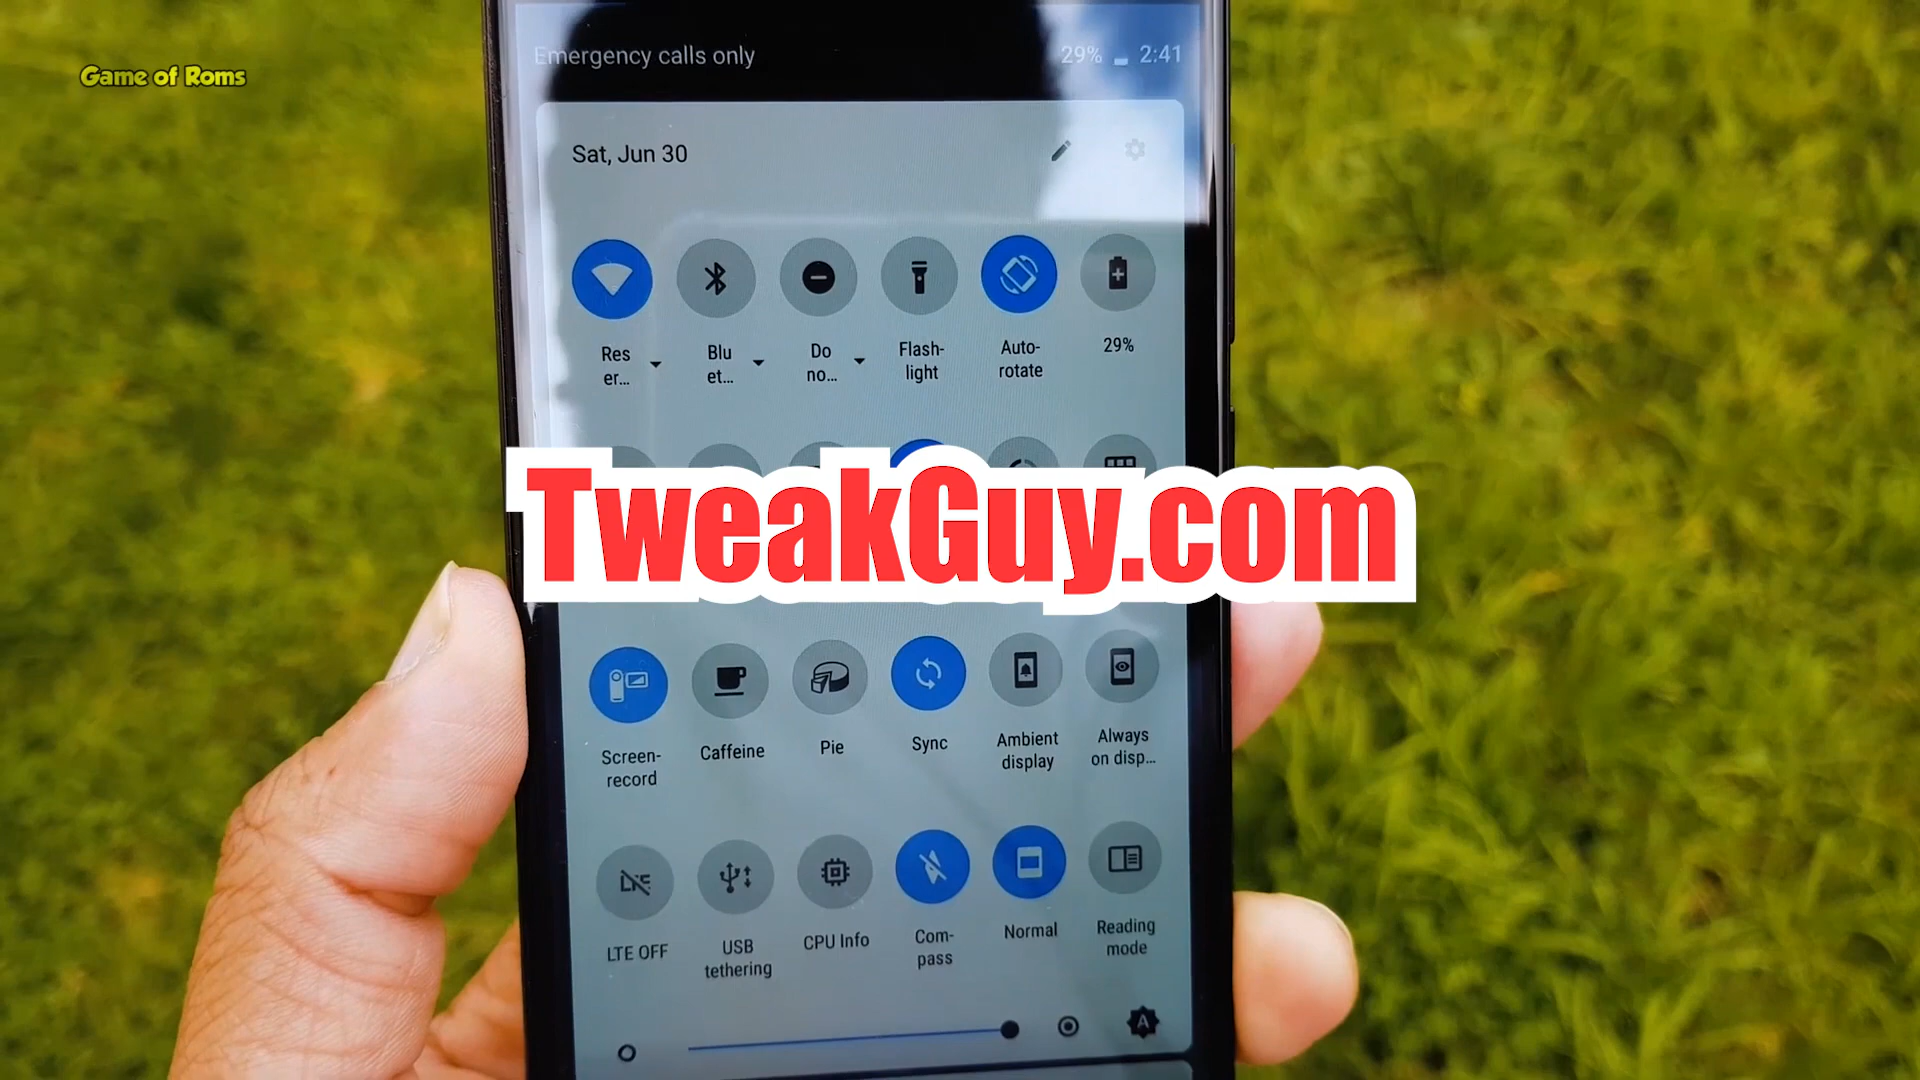 Game of Roms
Emergency calls only
29% 2:41
Sat, Jun 30
Res
er...
Blu
et...
Do
no...
Flash-
light
Auto-
rotate
29%
TweakGuy.com
Screen-
record
Caffeine
Pie
Sync
Ambient
display
Always
on disp...
LTE OFF
USB
tethering
CPU Info
Com-
pass
Normal
Reading
mode
A